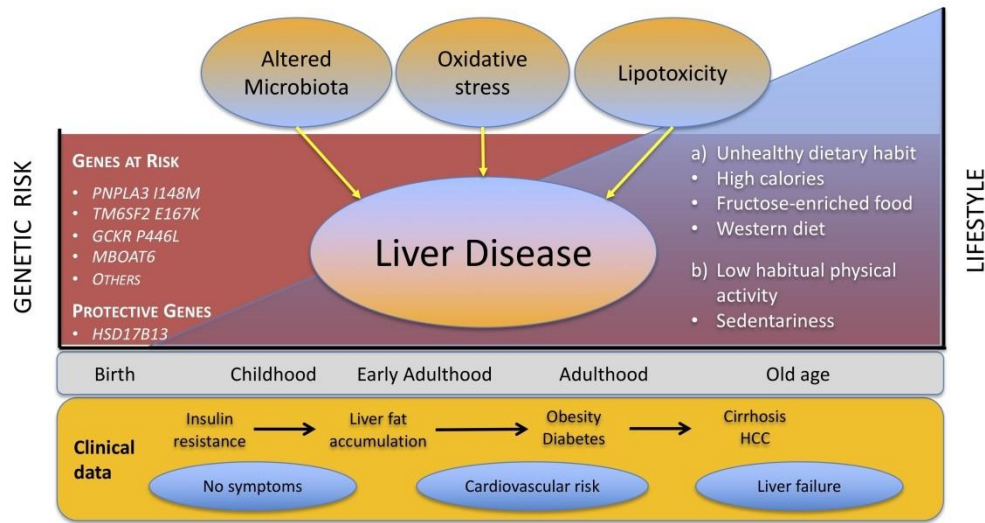 Altered
Microbiota
Oxidative
stress
Lipotoxicity
GENETIC RISK
GENES AT RISK
• PNPLA3 I148M
• TM6SF2 E167K
• GCKR P446L
• MBOAT6
• OTHERS
PROTECTIVE GENES
• HSD17B13
Liver Disease
a) Unhealthy dietary habit
• High calories
• Fructose-enriched food
• Western diet
b) Low habitual physical
activity
• Sedentariness
LIFESTYLE
Birth Childhood Early Adulthood Adulthood Old age
Clinical
data
Insulin
resistance
Liver fat
accumulation
Obesity
Diabetes
Cirrhosis
HCC
No symptoms
Cardiovascular risk
Liver failure